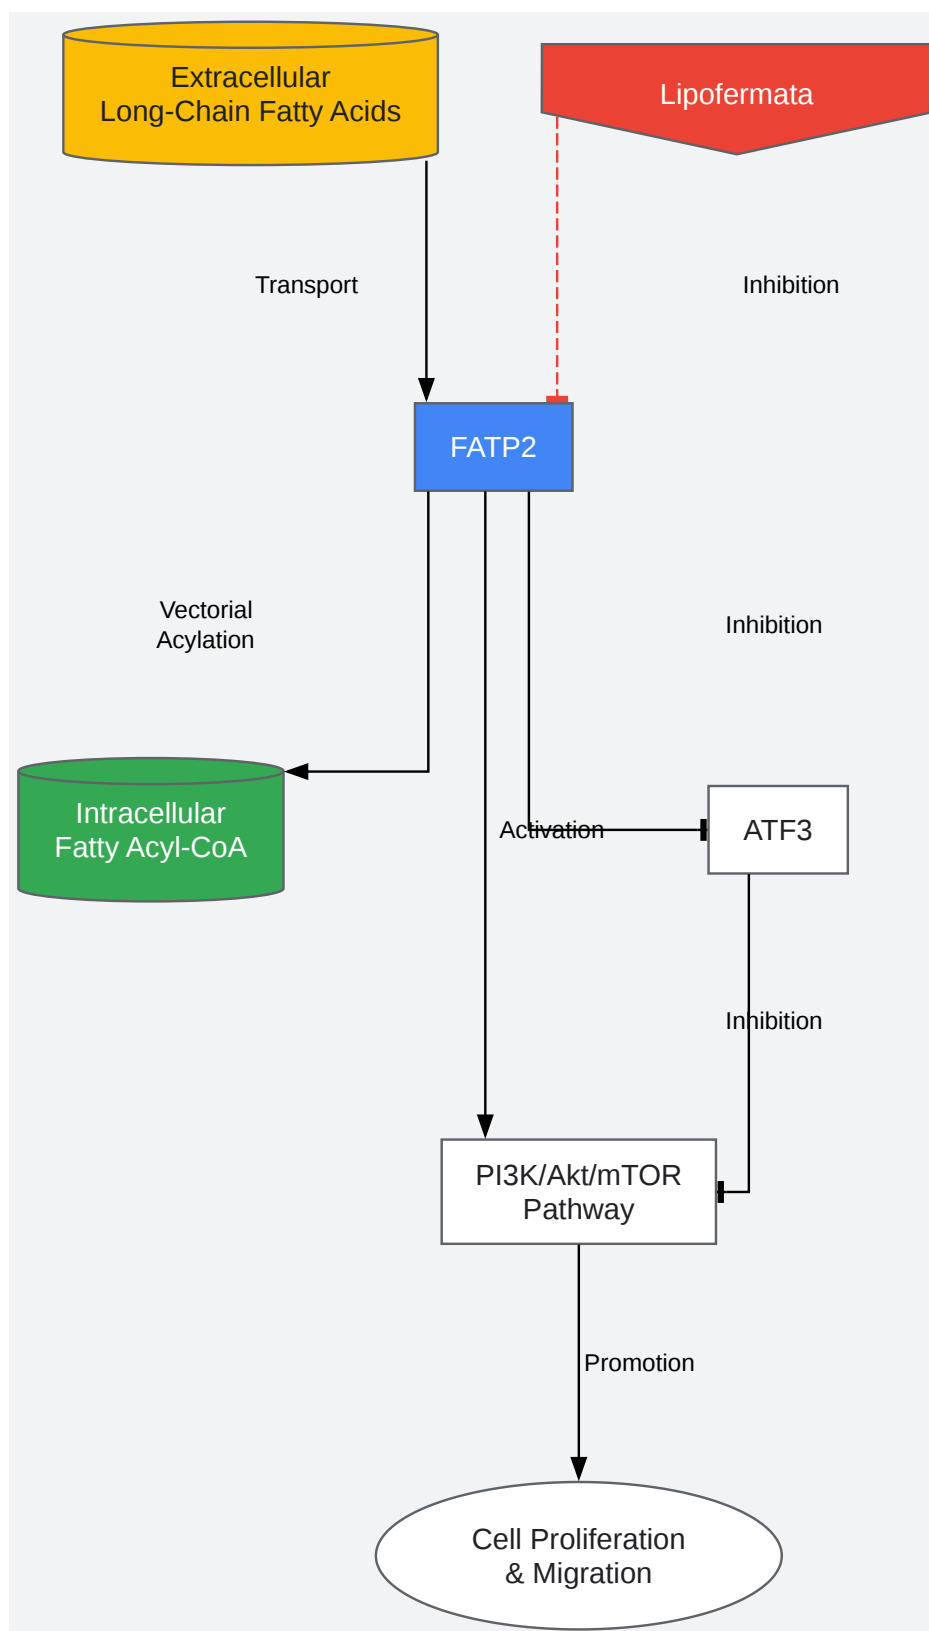 Extracellular
Long-Chain Fatty Acids
Lipofermata
Transport
Inhibition
FATP2
Vectorial
Acylation
Inhibition
Intracellular
Fatty Acyl-CoA
Activation
ATF3
Inhibition
PI3K/Akt/mTOR
Pathway
Promotion
Cell Proliferation
& Migration